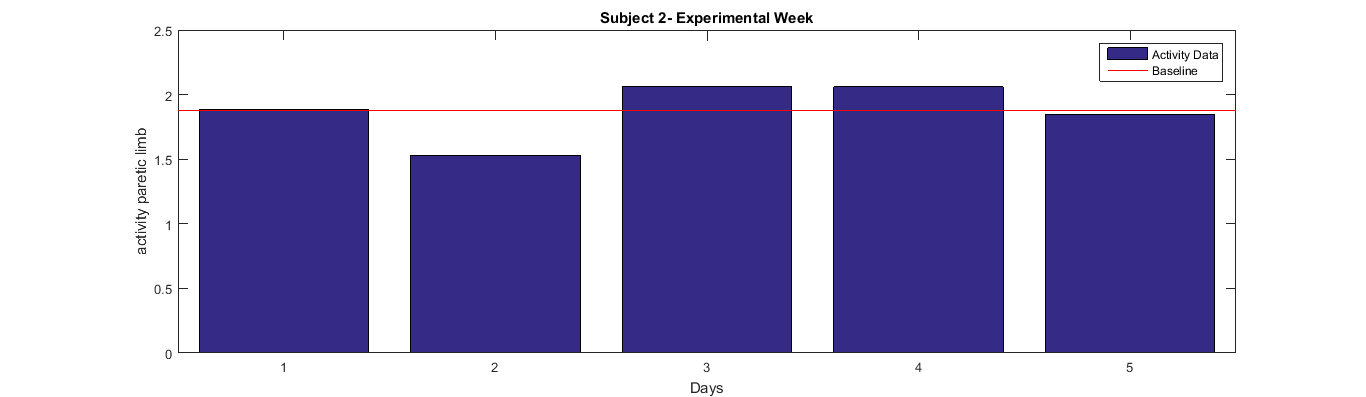 Subject 2- Experimental Week
2.5
2
1.5
1
0.5
0
activity paretic limb
Activity Data
Baseline
1 2 3 4 5
Days